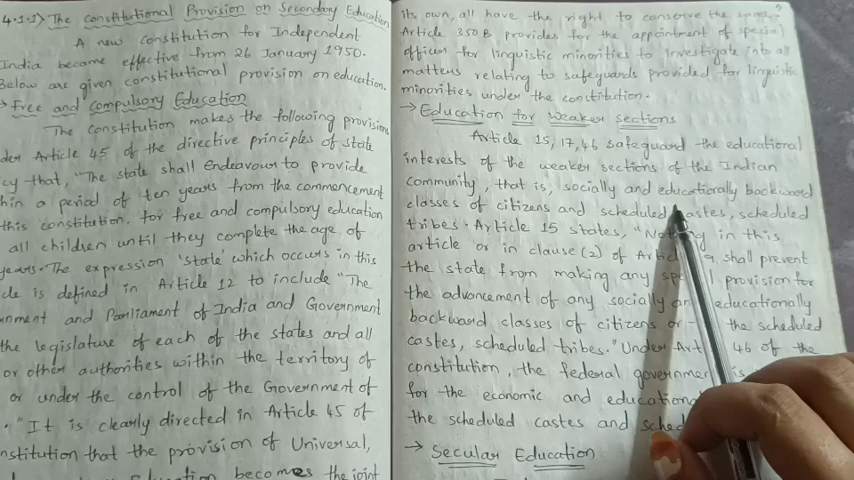 4.1.1) The Constitutional Provision on Secondary Education
A new constitution for Independent
India became effective from 26 January 1950.
Below are given constitutional provision on education.
→ Free and Compulsory Education
The constitution makes the following provision
der Article 45 of the directive principles of state
cy that, "The state shall endeavour to provide
hin a period of ten years from the commencement
this constitution, for free and compulsory education
all children until they complete the age of
years. The expression 'state' which occurs in this
cle is defined in Article 12 to include "The
nment and Parliament of India and Government
the legislature of each of the states and all
or other authorities within the territory of
or under the control of the Government of
. "It is clearly directed in Article 45 of
nstitution that the provision of Universal,
Education becomes the joint
its own, all have the right to conserve the same."
Article 350 B provides for the appointment of special
officer for linguistic minorities to investigate into all
matters relating to safeguards provided for linguistic
minorities under the constitution.
→ Education for Weaker Sections
Article 15, 17, 46 safeguard the educational
interests of the weaker sections of the Indian
community, that is, socially and educationally backward
classes of citizens and scheduled castes, scheduled
tribes. Article 15 states, "Nothing in this
article or in clause (2) of Artic 9, shall prevent
the state from making any sp l provision for
the advancement of any socially an educationally
backward classes of citizens or the scheduled
castes, scheduled tribes." Under Art 46 of the
constitution, the federal governmen is
for the economic and educationa
the scheduled castes and sched
→ Secular Education